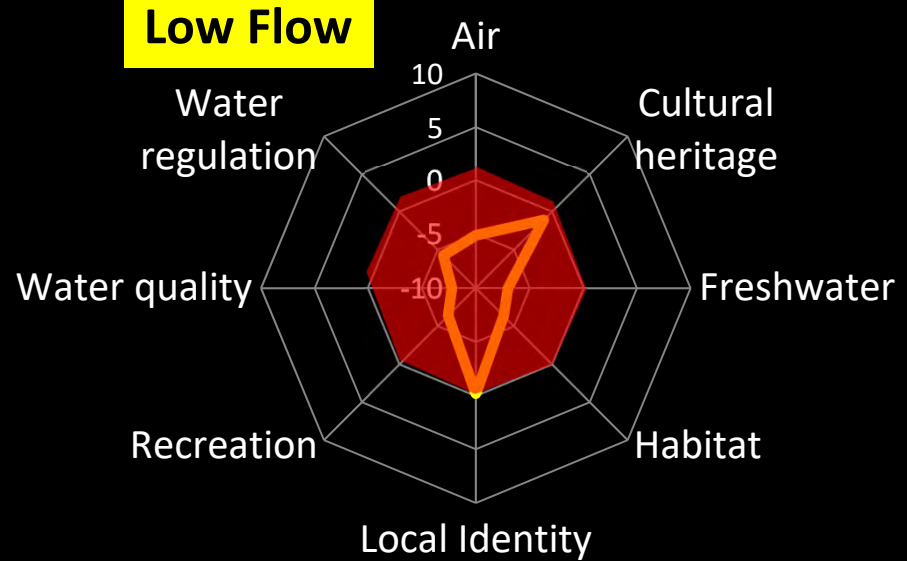 Low Flow
Air
10
5
0
-5
-10
Cultural
heritage
Freshwater
Habitat
Local Identity
Recreation
Water quality
Water
regulation